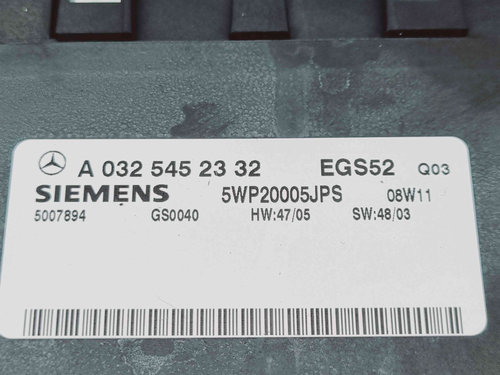 A 032 545 23 32 EGS52 Q03
SIEMENS 5WP20005JPS 08W11
5007894 GS0040 HW:47/05 SW:48/03